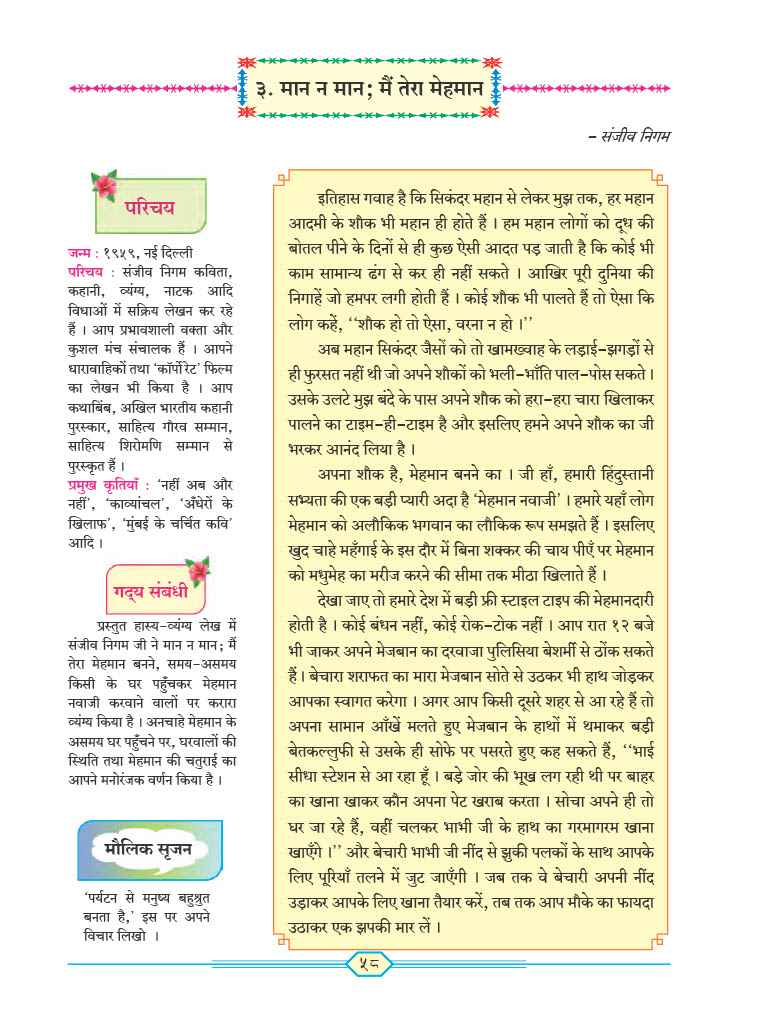 ३. मान न मान; मैं तेरा मेहमान
– संजीव निगम
परिचय
जन्म : १९५९, नई दिल्ली
परिचय : संजीव निगम कविता,
कहानी, व्यंग्य, नाटक आदि
विधाओं में सक्रिय लेखन कर रहे
हैं । आप प्रभावशाली वक्ता और
कुशल मंच संचालक हैं । आपने
धारावाहिकों तथा ‘कॉर्पोरेट’ फिल्म
का लेखन भी किया है । आप
कथाबिंब, अखिल भारतीय कहानी
पुरस्कार, साहित्य गौरव सम्मान,
साहित्य शिरोमणि सम्मान से
पुरस्कृत हैं ।
प्रमुख कृतियाँ : ‘नहीं अब और
नहीं’, ‘काव्यांचल’, ‘अँधेरों के
खिलाफ’, ‘मुंबई के चर्चित कवि’
आदि ।
गद्य संबंधी
प्रस्तुत हास्य-व्यंग्य लेख में
संजीव निगम जी ने मान न मान; मैं
तेरा मेहमान बनने, समय-असमय
किसी के घर पहुँचकर मेहमान
नवाजी करवाने वालों पर करारा
व्यंग्य किया है । अनचाहे मेहमान के
असमय घर पहुँचने पर, घरवालों की
स्थिति तथा मेहमान की चतुराई का
आपने मनोरंजक वर्णन किया है ।
मौलिक सृजन
‘पर्यटन से मनुष्य बहुश्रुत
बनता है,’ इस पर अपने
विचार लिखो ।
इतिहास गवाह है कि सिकंदर महान से लेकर मुझ तक, हर महान
आदमी के शौक भी महान ही होते हैं । हम महान लोगों को दूध की
बोतल पीने के दिनों से ही कुछ ऐसी आदत पड़ जाती है कि कोई भी
काम सामान्य ढंग से कर ही नहीं सकते । आखिर पूरी दुनिया की
निगाहें जो हमपर लगी होती हैं । कोई शौक भी पालते हैं तो ऐसा कि
लोग कहें, ‘‘शौक हो तो ऐसा, वरना न हो ।’’
अब महान सिकंदर जैसों को तो खामख्वाह के लड़ाई-झगड़ों से
ही फुरसत नहीं थी जो अपने शौकों को भली-भाँति पाल-पोस सकते ।
उसके उलटे मुझ बंदे के पास अपने शौक को हरा-हरा चारा खिलाकर
पालने का टाइम-ही-टाइम है और इसलिए हमने अपने शौक का जी
भरकर आनंद लिया है ।
अपना शौक है, मेहमान बनने का । जी हाँ, हमारी हिंदुस्तानी
सभ्यता की एक बड़ी प्यारी अदा है ‘मेहमान नवाजी’ । हमारे यहाँ लोग
मेहमान को अलौकिक भगवान का लौकिक रूप समझते हैं । इसलिए
खुद चाहे महँगाई के इस दौर में बिना शक्कर की चाय पीएँ पर मेहमान
को मधुमेह का मरीज करने की सीमा तक मीठा खिलाते हैं ।
देखा जाए तो हमारे देश में बड़ी फ्री स्टाइल टाइप की मेहमानदारी
होती है । कोई बंधन नहीं, कोई रोक-टोक नहीं । आप रात १२ बजे
भी जाकर अपने मेजबान का दरवाजा पुलिसिया बेशर्मी से ठोंक सकते
हैं । बेचारा शराफत का मारा मेजबान सोते से उठकर भी हाथ जोड़कर
आपका स्वागत करेगा । अगर आप किसी दूसरे शहर से आ रहे हैं तो
अपना सामान आँखें मलते हुए मेजबान के हाथों में थमाकर बड़ी
बेतकल्लुफी से उसके ही सोफे पर पसरते हुए कह सकते हैं, ‘‘भाई
सीधा स्टेशन से आ रहा हूँ । बड़े जोर की भूख लग रही थी पर बाहर
का खाना खाकर कौन अपना पेट खराब करता । सोचा अपने ही तो
घर जा रहे हैं, वहीं चलकर भाभी जी के हाथ का गरमागरम खाना
खाएँगे ।’’ और बेचारी भाभी जी नींद से झुकी पलकों के साथ आपके
लिए पूरियाँ तलने में जुट जाएँगी । जब तक वे बेचारी अपनी नींद
उड़ाकर आपके लिए खाना तैयार करें, तब तक आप मौके का फायदा
उठाकर एक झपकी मार लें ।
५८